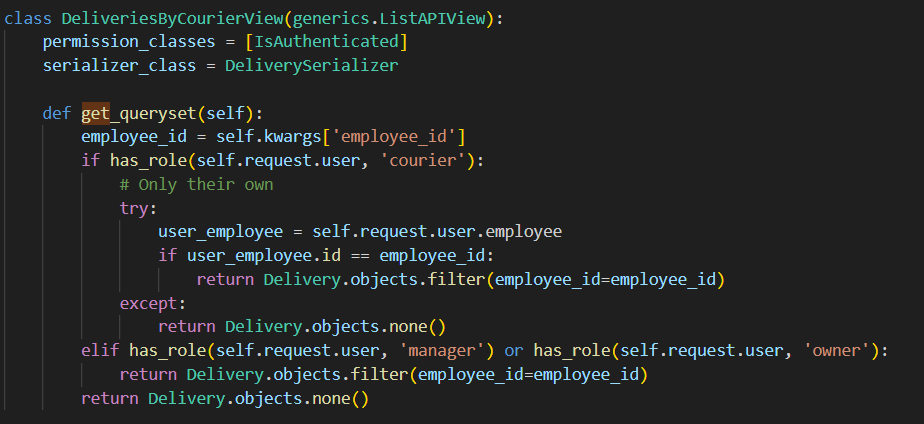 class DeliveriesByCourierView(generics.ListAPIView):
    permission_classes = [IsAuthenticated]
    serializer_class = DeliverySerializer

    def get_queryset(self):
        employee_id = self.kwargs['employee_id']
        if has_role(self.request.user, 'courier'):
            # Only their own
            try:
                user_employee = self.request.user.employee
                if user_employee.id == employee_id:
                    return Delivery.objects.filter(employee_id=employee_id)
            except:
                return Delivery.objects.none()
        elif has_role(self.request.user, 'manager') or has_role(self.request.user, 'owner'):
            return Delivery.objects.filter(employee_id=employee_id)
        return Delivery.objects.none()